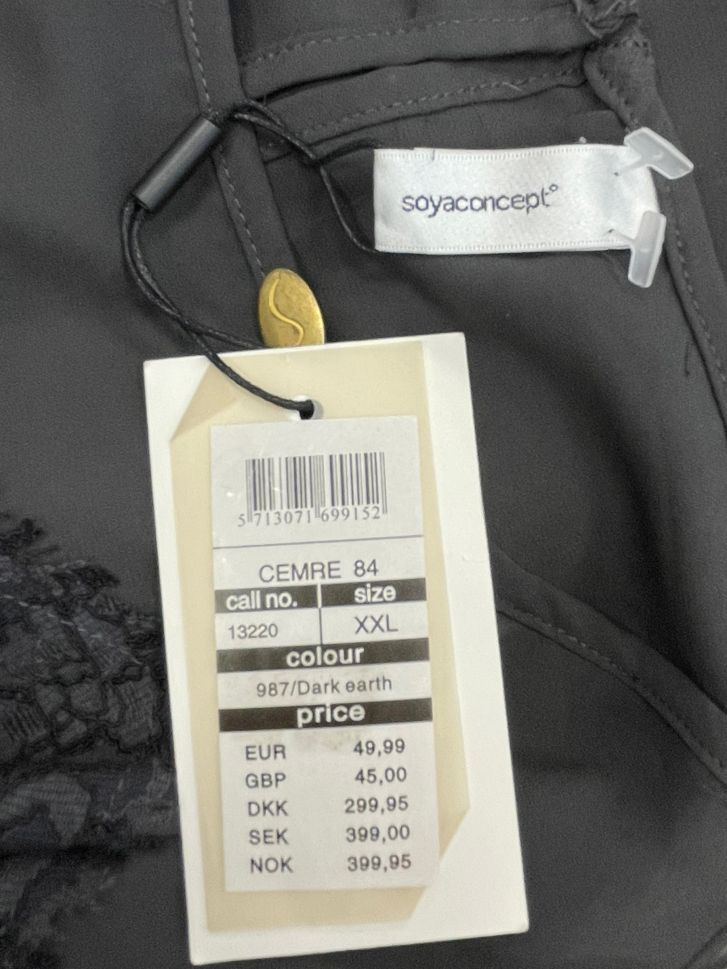 soyaconcept°
5 713071 699152
CEMRE 84
call no. size
13220 XXL
colour
987/Dark earth
price
EUR 49,99
GBP 45,00
DKK 299,95
SEK 399,00
NOK 399,95